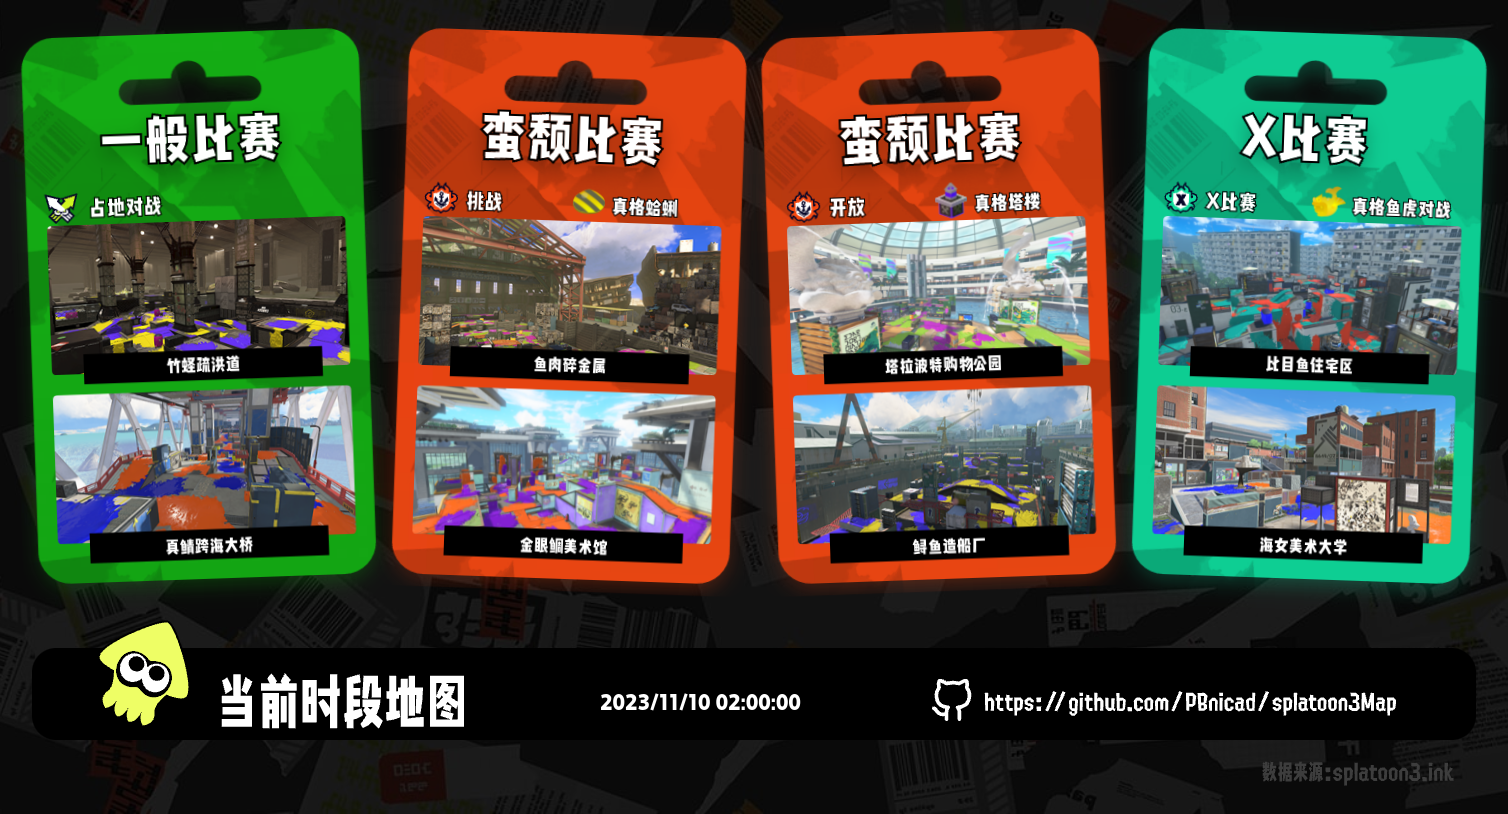 一般比赛
占地对战
竹蛏疏洪道
真鲭跨海大桥
蛮颓比赛
挑战
真格蛤蜊
鱼肉碎金属
金眼鲷美术馆
蛮颓比赛
开放
真格塔楼
塔拉波特购物公园
鲟鱼造船厂
X比赛
X比赛
真格鱼虎对战
比目鱼住宅区
海女美术大学
当前时段地图
2023/11/10 02:00:00
https://github.com/PBnicad/splatoon3Map
数据来源:splatoon3.ink